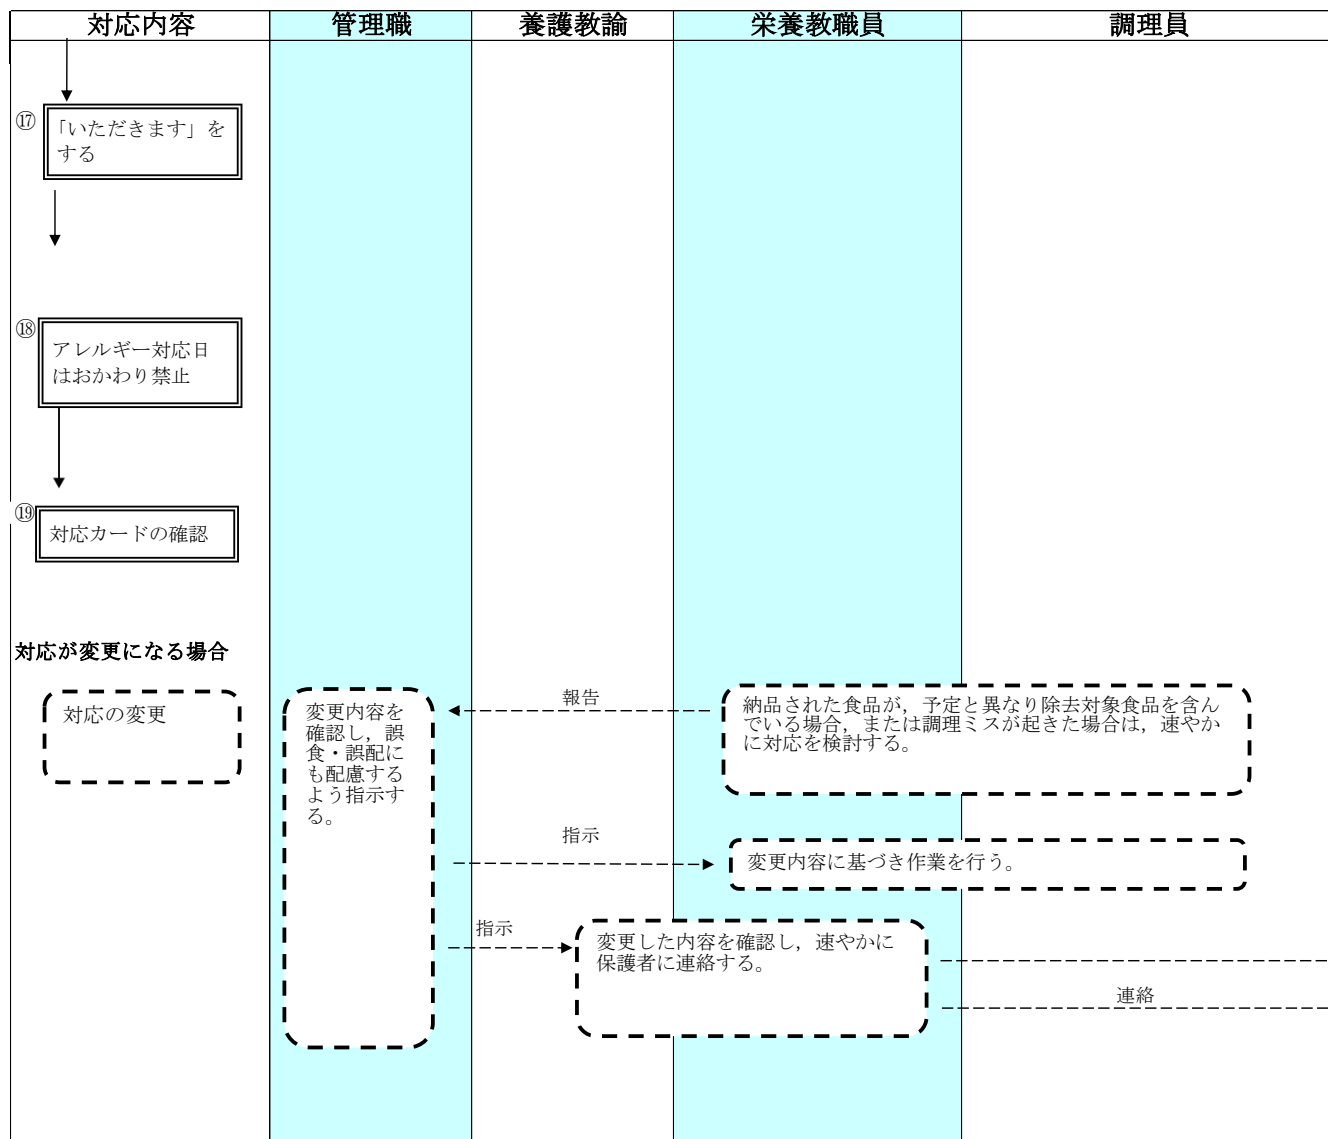 対応内容
管理職
養護教諭
栄養教職員
調理員
⑰
「いただきます」を
する
⑱
アレルギー対応日
はおかわり禁止
⑲
対応カードの確認
対応が変更になる場合
対応の変更
変更内容を
確認し，誤
食・誤配に
も配慮する
よう指示す
る。
報告
納品された食品が，予定と異なり除去対象食品を含ん
でいる場合，または調理ミスが起きた場合は，速やか
に対応を検討する。
指示
変更内容に基づき作業を行う。
指示
変更した内容を確認し，速やかに
保護者に連絡する。
連絡